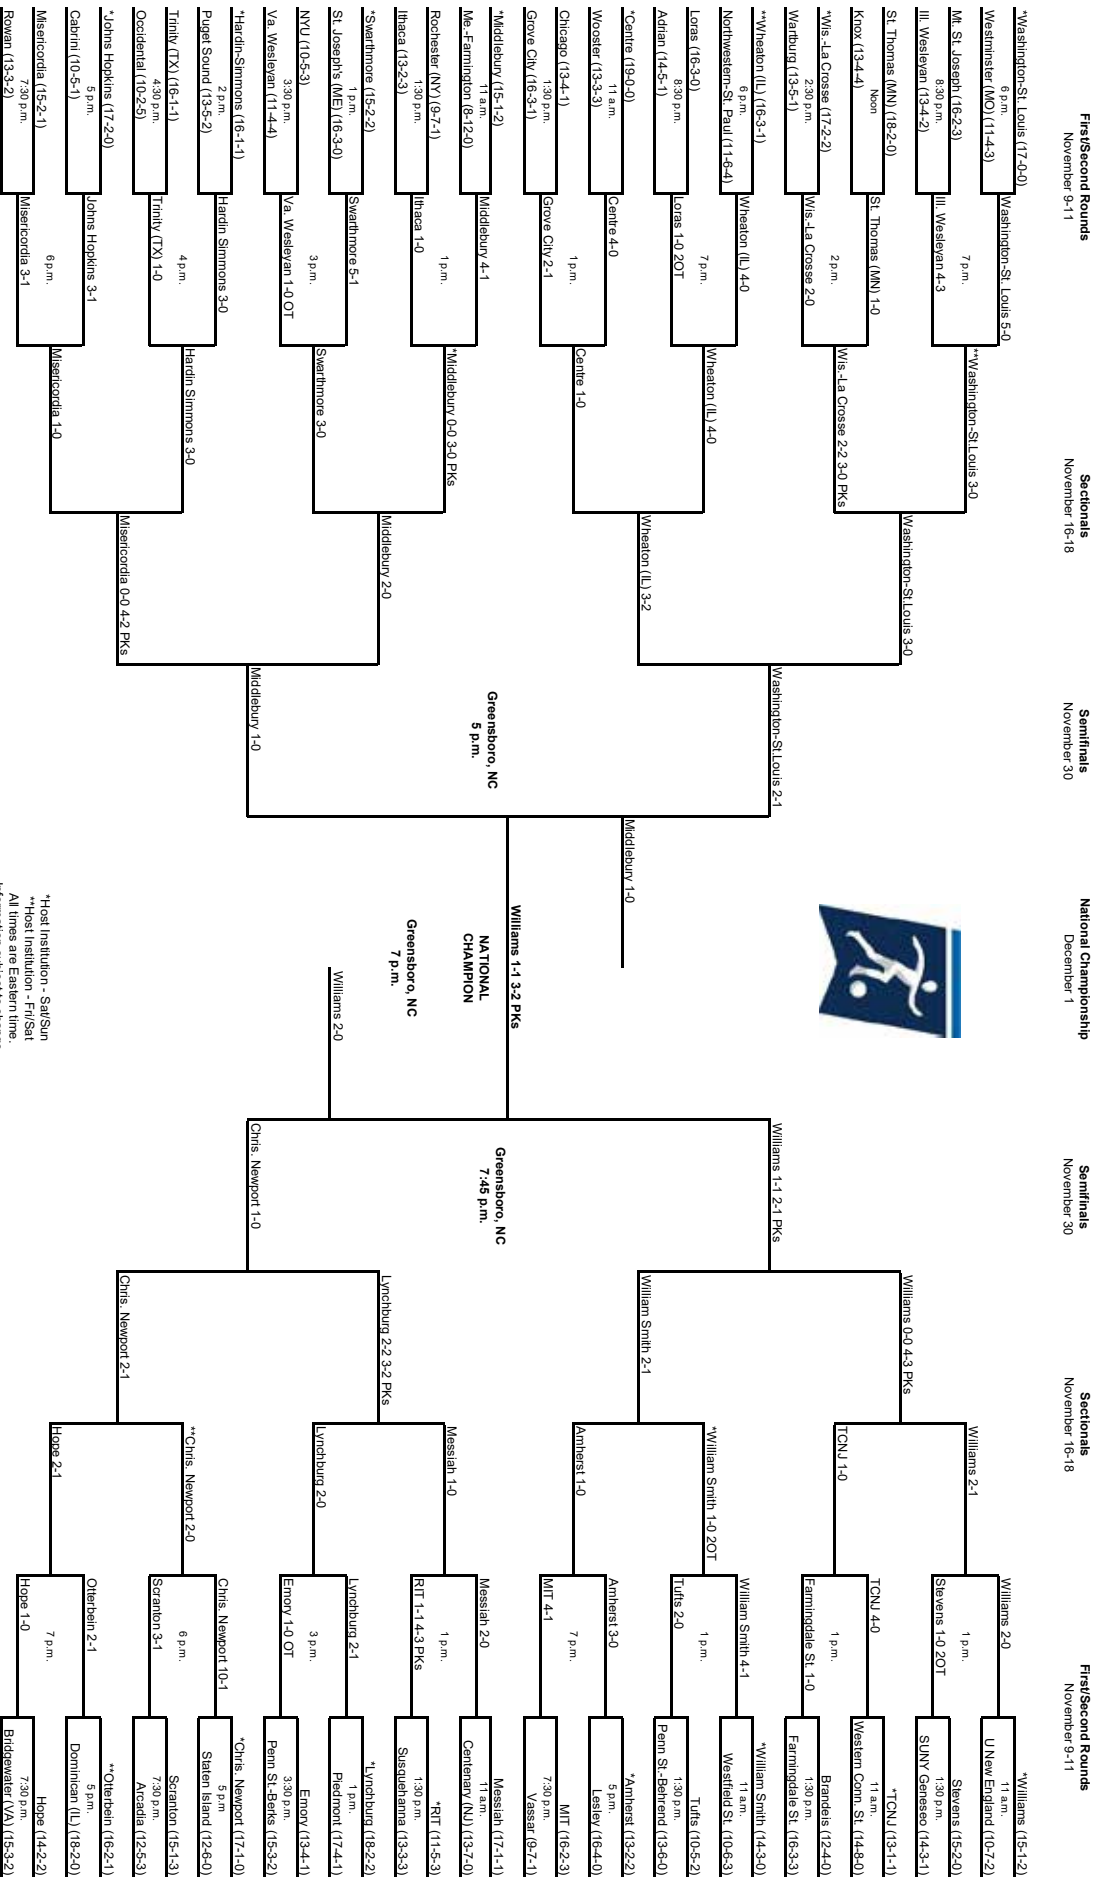 First/Second Rounds
November 9-11
Sectionals
November 16-18
Semifinals
November 30
National Championship
December 1
Semifinals
November 30
Sectionals
November 16-18
First/Second Rounds
November 9-11
*Washington-St. Louis (17-0-0)
6 p.m.
Westminster (MO) (11-4-3)
Mt. St. Joseph (16-2-3)
8:30 p.m.
Ill. Wesleyan (13-4-2)
St. Thomas (MN) (18-2-0)
Noon
Knox (13-4-4)
*Wis.-La Crosse (17-2-2)
2:30 p.m.
Wartburg (13-5-1)
**Wheaton (IL) (16-3-1)
6 p.m.
Northwestern-St. Paul (11-6-4)
Loras (16-3-0)
8:30 p.m.
Adrian (14-5-1)
*Centre (19-0-0)
11 a.m.
Wooster (13-3-3)
Chicago (13-4-1)
1:30 p.m.
Grove City (16-3-1)
*Middlebury (15-1-2)
11 a.m.
Me.-Farmington (8-12-0)
Rochester (NY) (9-7-1)
1:30 p.m.
Ithaca (13-2-3)
*Swarthmore (15-2-2)
1 p.m.
St. Joseph's (ME) (16-3-0)
NYU (10-5-3)
3:30 p.m.
Va. Wesleyan (11-4-4)
*Hardin-Simmons (16-1-1)
2 p.m.
Puget Sound (13-5-2)
Trinity (TX) (16-1-1)
4:30 p.m.
Occidental (10-2-5)
*Johns Hopkins (17-2-0)
5 p.m.
Cabrini (10-5-1)
Misericordia (15-2-1)
7:30 p.m.
Rowan (13-3-2)
Washington-St. Louis 5-0
7 p.m.
Ill. Wesleyan 4-3
St. Thomas (MN) 1-0
2 p.m.
Wis.-La Crosse 2-0
Wheaton (IL) 4-0
7 p.m.
Loras 1-0 2OT
Centre 4-0
1 p.m.
Grove City 2-1
Middlebury 4-1
1 p.m.
Ithaca 1-0
Swarthmore 5-1
3 p.m.
Va. Wesleyan 1-0 OT
Hardin Simmons 3-0
4 p.m.
Trinity (TX) 1-0
Johns Hopkins 3-1
6 p.m.
Misericordia 3-1
**Washington-St.Louis 3-0
Wis.-La Crosse 2-2 3-0 PKs
Wheaton (IL) 4-0
Centre 1-0
*Middlebury 0-0 3-0 PKs
Swarthmore 3-0
Hardin Simmons 3-0
Misericordia 1-0
Washington-St.Louis 3-0
Wheaton (IL) 3-2
Middlebury 2-0
Misericordia 0-0 4-2 PKs
Washington-St.Louis 2-1
Greensboro, NC
5 p.m.
Middlebury 1-0
Middlebury 1-0
Williams 1-1 3-2 PKs
NATIONAL
CHAMPION
Greensboro, NC
7 p.m.
Williams 2-0
*Host Institution - Sat/Sun
**Host Institution - Fri/Sat
All times are Eastern time.
Williams 1-1 2-1 PKs
Greensboro, NC
7:45 p.m.
Chris. Newport 1-0
Williams 0-0 4-3 PKs
William Smith 2-1
Lynchburg 2-2 3-2 PKs
Chris. Newport 2-1
Williams 2-1
TCNJ 1-0
*William Smith 1-0 2OT
Amherst 1-0
Messiah 1-0
Lynchburg 2-0
**Chris. Newport 2-0
Hope 2-1
Williams 2-0
1 p.m.
Stevens 1-0 2OT
TCNJ 4-0
1 p.m.
Farmingdale St. 1-0
William Smith 4-1
1 p.m.
Tufts 2-0
Amherst 3-0
7 p.m.
MIT 4-1
Messiah 2-0
1 p.m.
RIT 1-1 4-3 PKs
Lynchburg 2-1
3 p.m.
Emory 1-0 OT
Chris. Newport 10-1
6 p.m.
Scranton 3-1
Otterbein 2-1
7 p.m.
Hope 1-0
*Williams (15-1-2)
11 a.m.
U New England (10-7-2)
Stevens (15-2-0)
1:30 p.m.
SUNY Geneseo (14-3-1)
*TCNJ (13-1-1)
11 a.m.
Western Conn. St. (14-8-0)
Brandeis (12-4-0)
1:30 p.m.
Farmingdale St. (16-3-3)
*William Smith (14-3-0)
11 a.m.
Westfield St. (10-6-3)
Tufts (10-5-2)
1:30 p.m.
Penn St.-Behrend (13-6-0)
*Amherst (13-2-2)
5 p.m.
Lesley (16-4-0)
MIT (16-2-3)
7:30 p.m.
Vassar (9-7-1)
Messiah (17-1-1)
11 a.m.
Centenary (NJ) (13-7-0)
*RIT (11-5-3)
1:30 p.m.
Susquehanna (13-3-3)
*Lynchburg (18-2-2)
1 p.m.
Piedmont (17-4-1)
Emory (13-4-1)
3:30 p.m.
Penn St.-Berks (15-3-2)
*Chris. Newport (17-1-0)
5 p.m
Staten Island (12-6-0)
Scranton (15-1-3)
7:30 p.m.
Arcadia (12-5-3)
**Otterbein (16-2-1)
5 p.m.
Dominican (IL) (18-2-0)
Hope (14-2-2)
7:30 p.m.
Bridgewater (VA) (15-3-2)